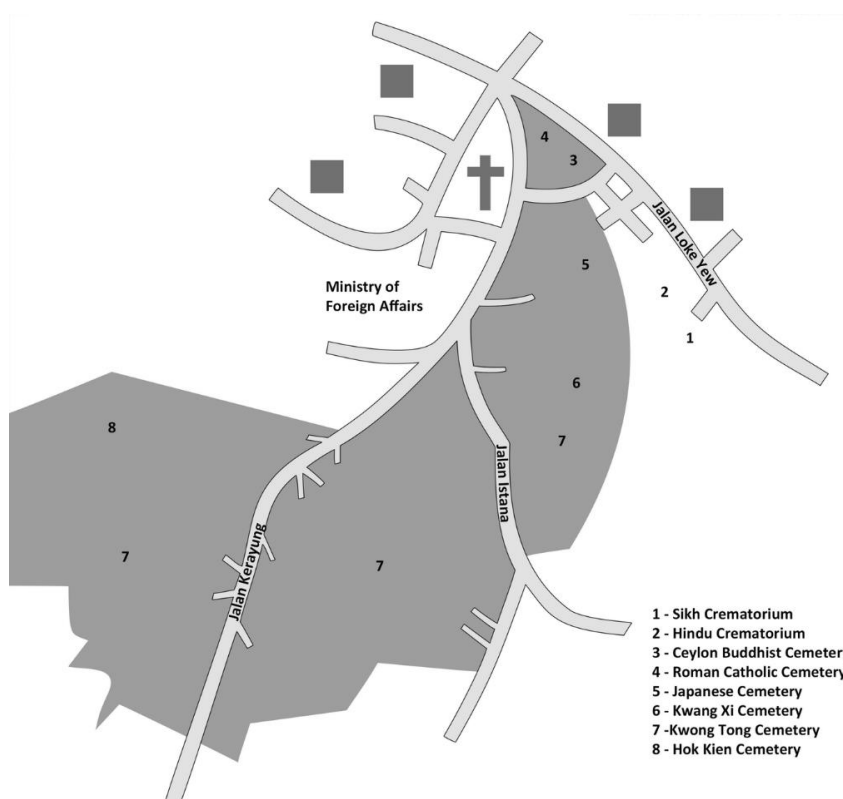 4
3
Jalan Loke Yew
5
2
Ministry of
Foreign Affairs
1
6
8
7
Jalan Istana
Jalan Kerayung
7
7
1 - Sikh Crematorium
2 - Hindu Crematorium
3 - Ceylon Buddhist Cemeter
4 - Roman Catholic Cemetery
5 - Japanese Cemetery
6 - Kwang Xi Cemetery
7 -Kwong Tong Cemetery
8 - Hok Kien Cemetery